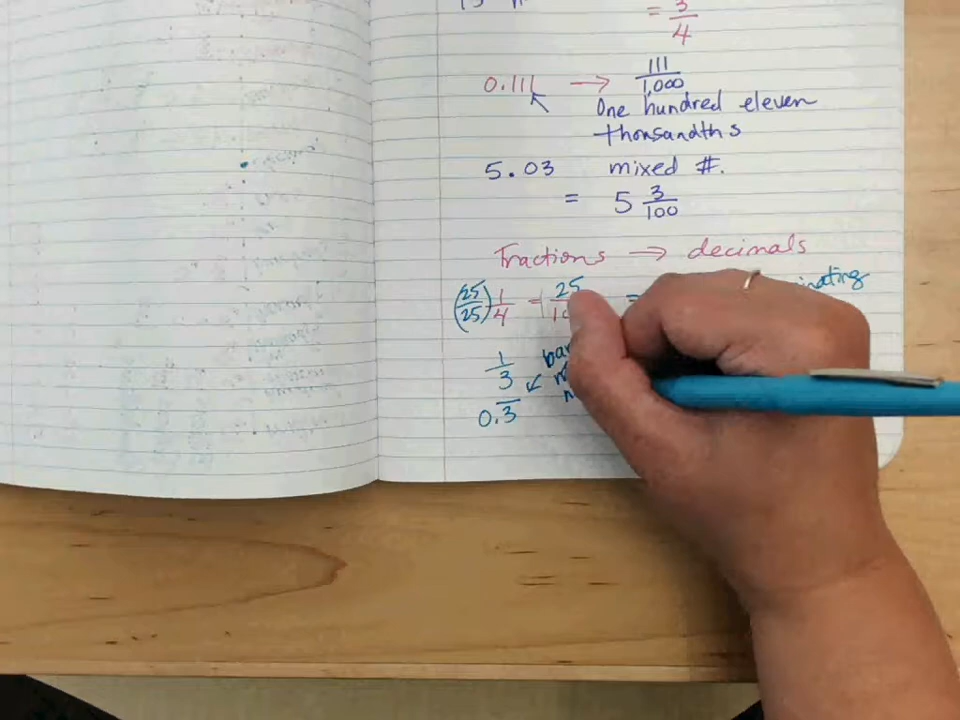 = 3/4
0.111 → 111/1,000
One hundred eleven
thousandths
5.03 mixed #.
= 5 3/100
Fractions → decimals
(25/25) 1/4 = 25 =
1/3
0.3̅